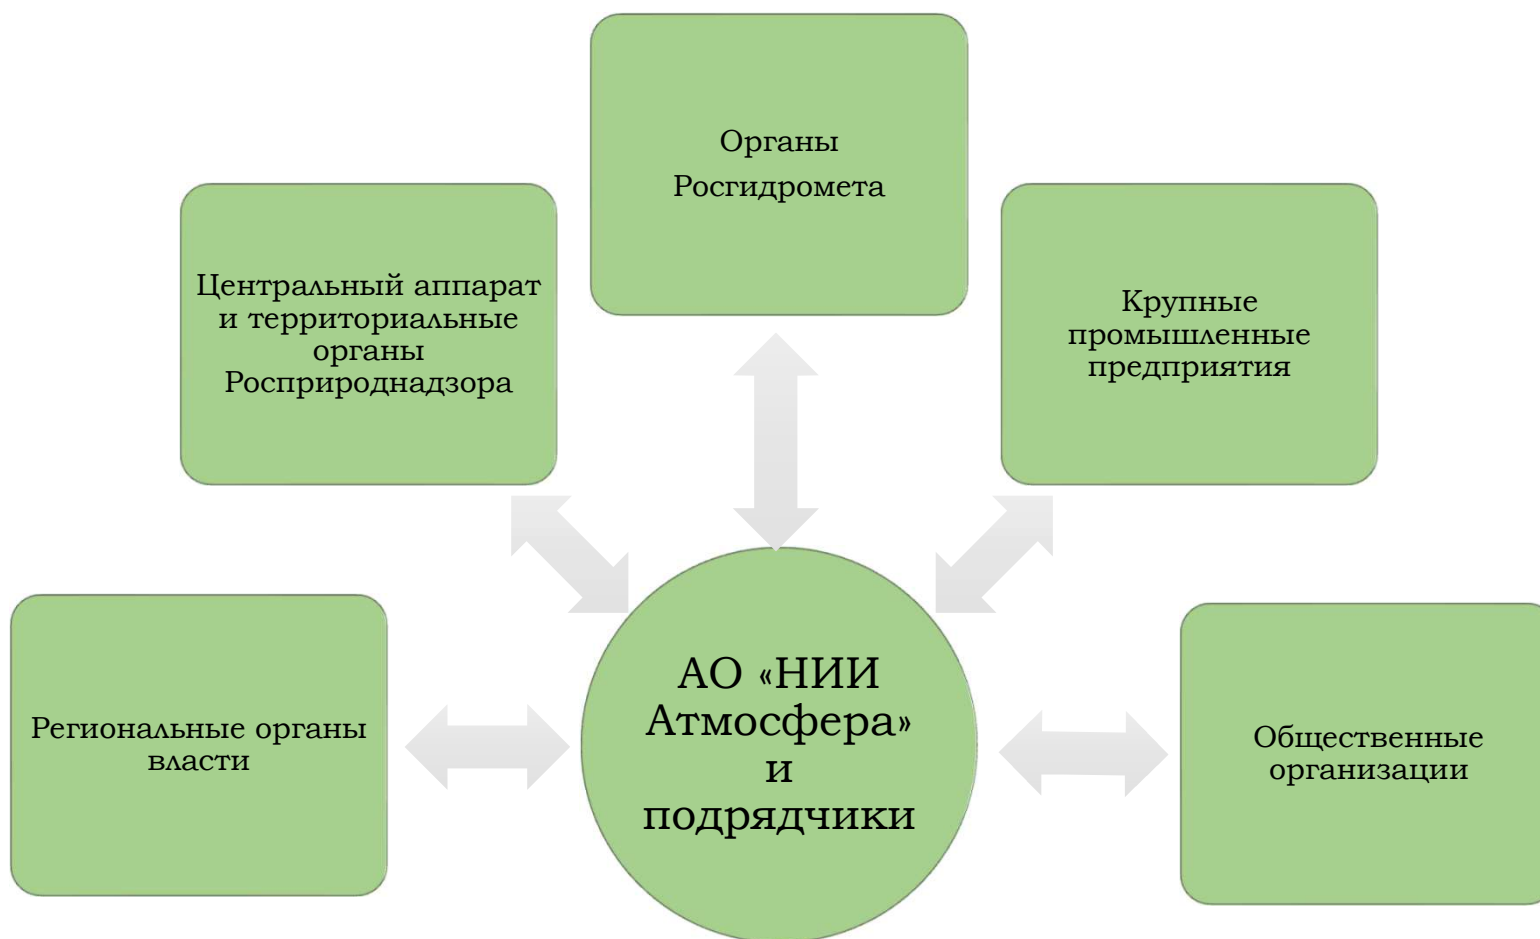 Органы
Росгидромета
Центральный аппарат
и территориальные
органы
Росприроднадзора
Крупные
промышленные
предприятия
Региональные органы
власти
АО «НИИ
Атмосфера»
и
подрядчики
Общественные
организации